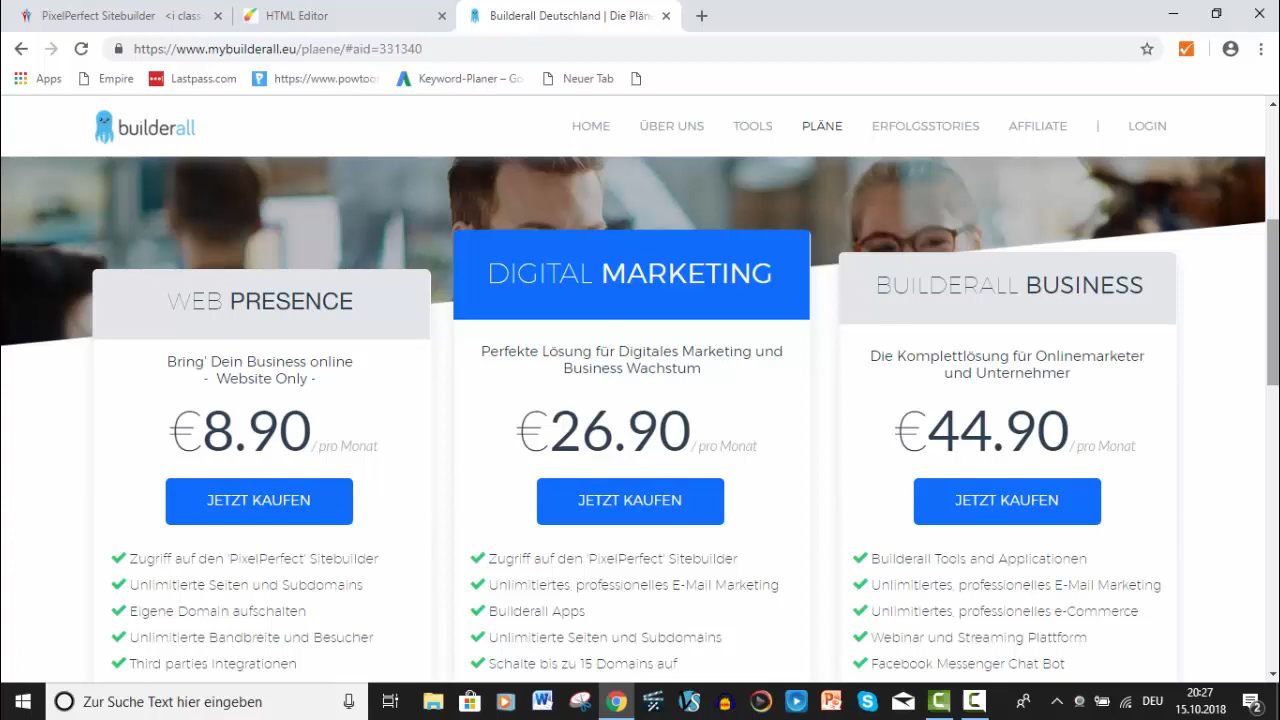 PixelPerfect Sitebuilder <i class
HTML Editor
Builderall Deutschland | Die Pläne
https://www.mybuilderall.eu/plaene/#aid=331340
Apps
Empire
Lastpass.com
https://www.powtoo
Keyword-Planer – Go
Neuer Tab
builderall
HOME
ÜBER UNS
TOOLS
PLÄNE
ERFOLGSSTORIES
AFFILIATE
|
LOGIN
WEB PRESENCE
Bring' Dein Business online
- Website Only -
€8.90 / pro Monat
JETZT KAUFEN
Zugriff auf den 'PixelPerfect' Sitebuilder
Unlimitierte Seiten und Subdomains
Eigene Domain aufschalten
Unlimitierte Bandbreite und Besucher
Third parties Integrationen
DIGITAL MARKETING
Perfekte Lösung für Digitales Marketing und
Business Wachstum
€26.90 / pro Monat
JETZT KAUFEN
Zugriff auf den 'PixelPerfect' Sitebuilder
Unlimitiertes, professionelles E-Mail Marketing
Builderall Apps
Unlimitierte Seiten und Subdomains
Schalte bis zu 15 Domains auf
BUILDERALL BUSINESS
Die Komplettlösung für Onlinemarketer
und Unternehmer
€44.90 / pro Monat
JETZT KAUFEN
Builderall Tools and Applicationen
Unlimitiertes, professionelles E-Mail Marketing
Unlimitiertes, professionelles e-Commerce
Webinar und Streaming Plattform
Facebook Messenger Chat Bot
Zur Suche Text hier eingeben
DEU
20:27
15.10.2018
2